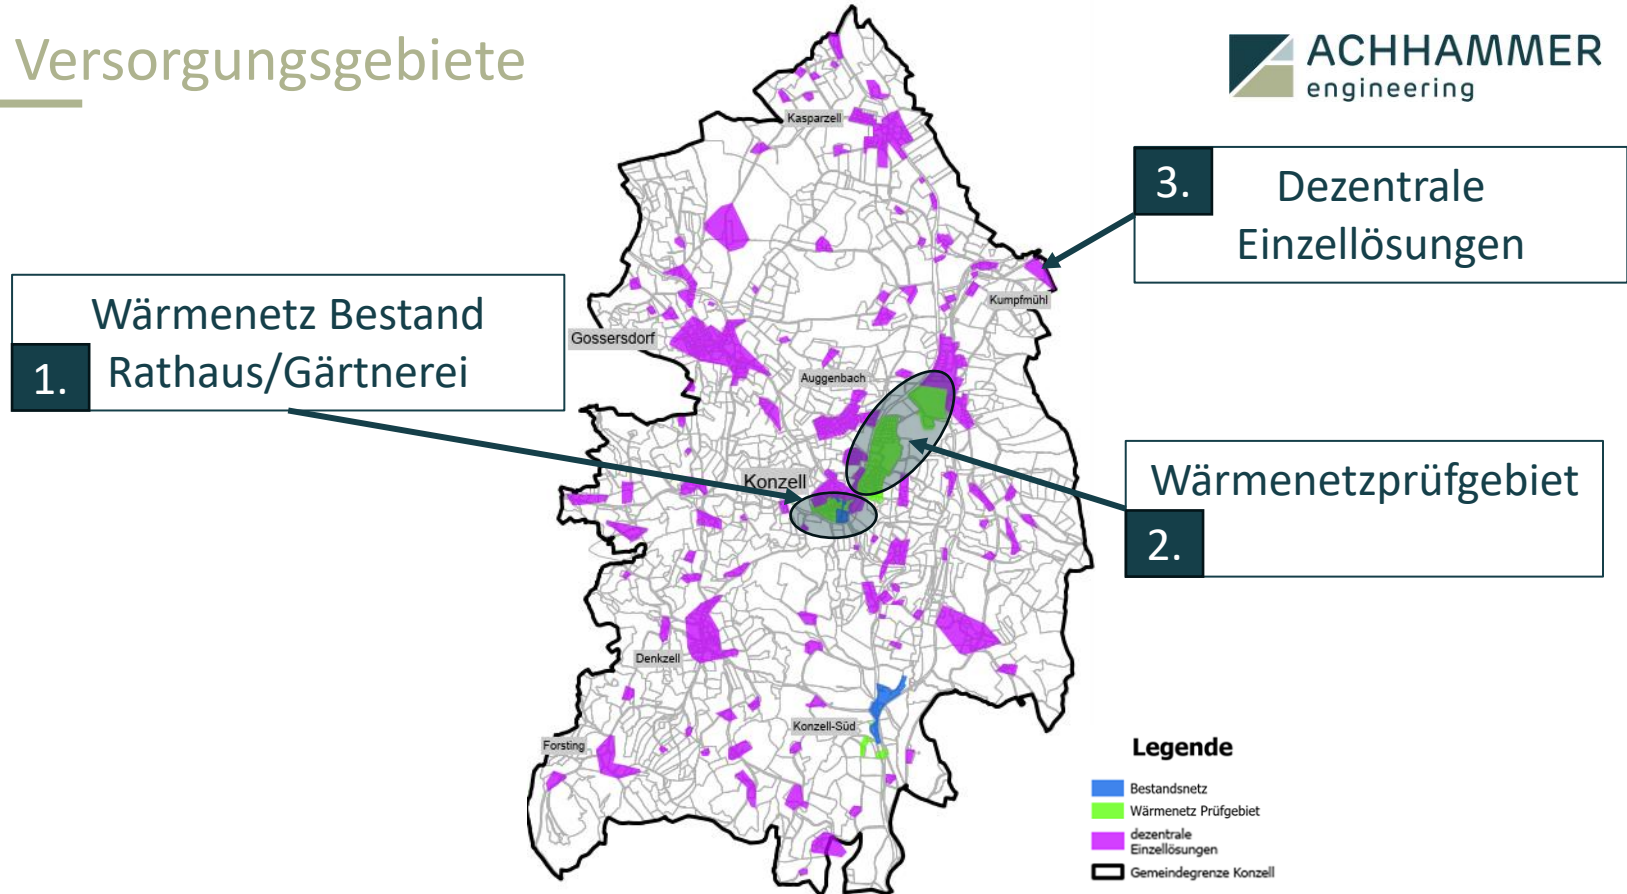 Versorgungsgebiete
ACHHAMMER
engineering
Kasparzell
3.
Dezentrale
Einzellösungen
Wärmenetz Bestand
Rathaus/Gärtnerei
1.
Kumpfmühl
Gossersdorf
Auggenbach
Konzell
Wärmenetzprüfgebiet
2.
Denkzell
Konzell-Süd
Forsting
Legende
Bestandsnetz
Wärmenetz Prüfgebiet
dezentrale
Einzellösungen
Gemeindegrenze Konzell